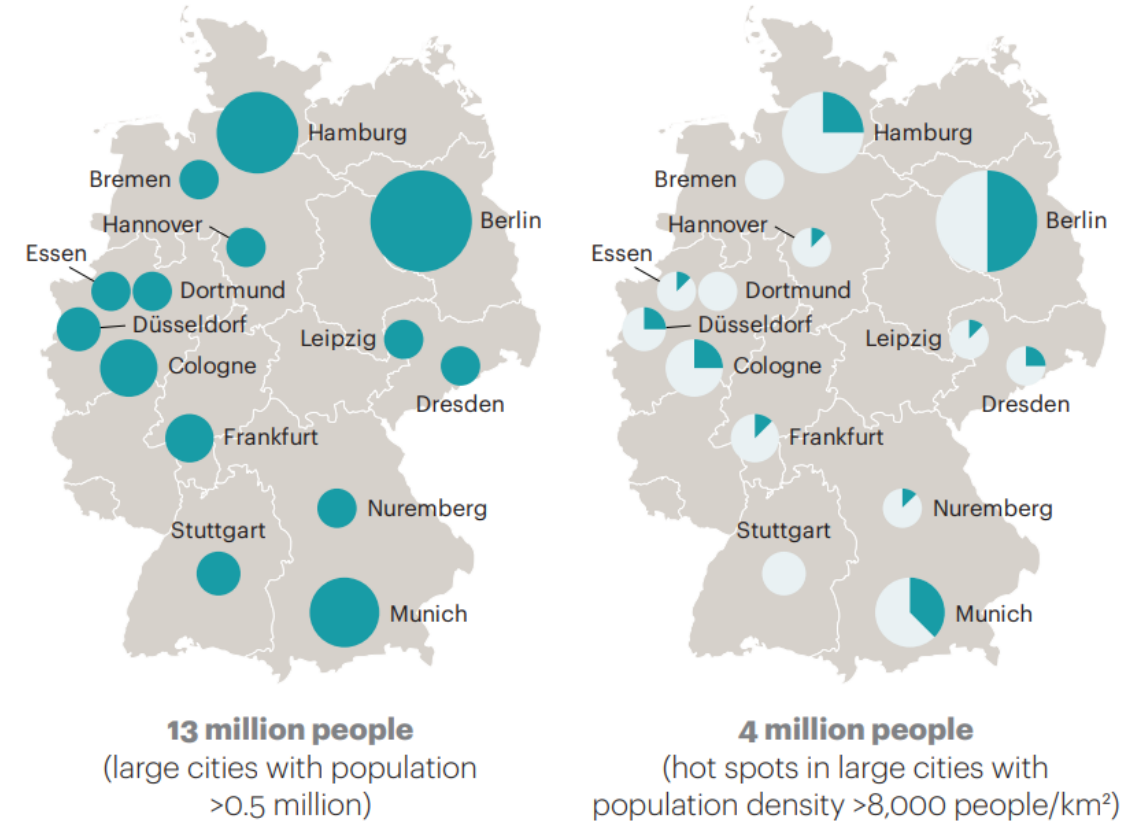 Hamburg
Bremen
Berlin
Hannover
Essen
Dortmund
Düsseldorf
Leipzig
Cologne
Dresden
Frankfurt
Nuremberg
Stuttgart
Munich
13 million people
(large cities with population
>0.5 million)
Hamburg
Bremen
Berlin
Hannover
Essen
Dortmund
Düsseldorf
Leipzig
Cologne
Dresden
Frankfurt
Nuremberg
Stuttgart
Munich
4 million people
(hot spots in large cities with
population density >8,000 people/km²)